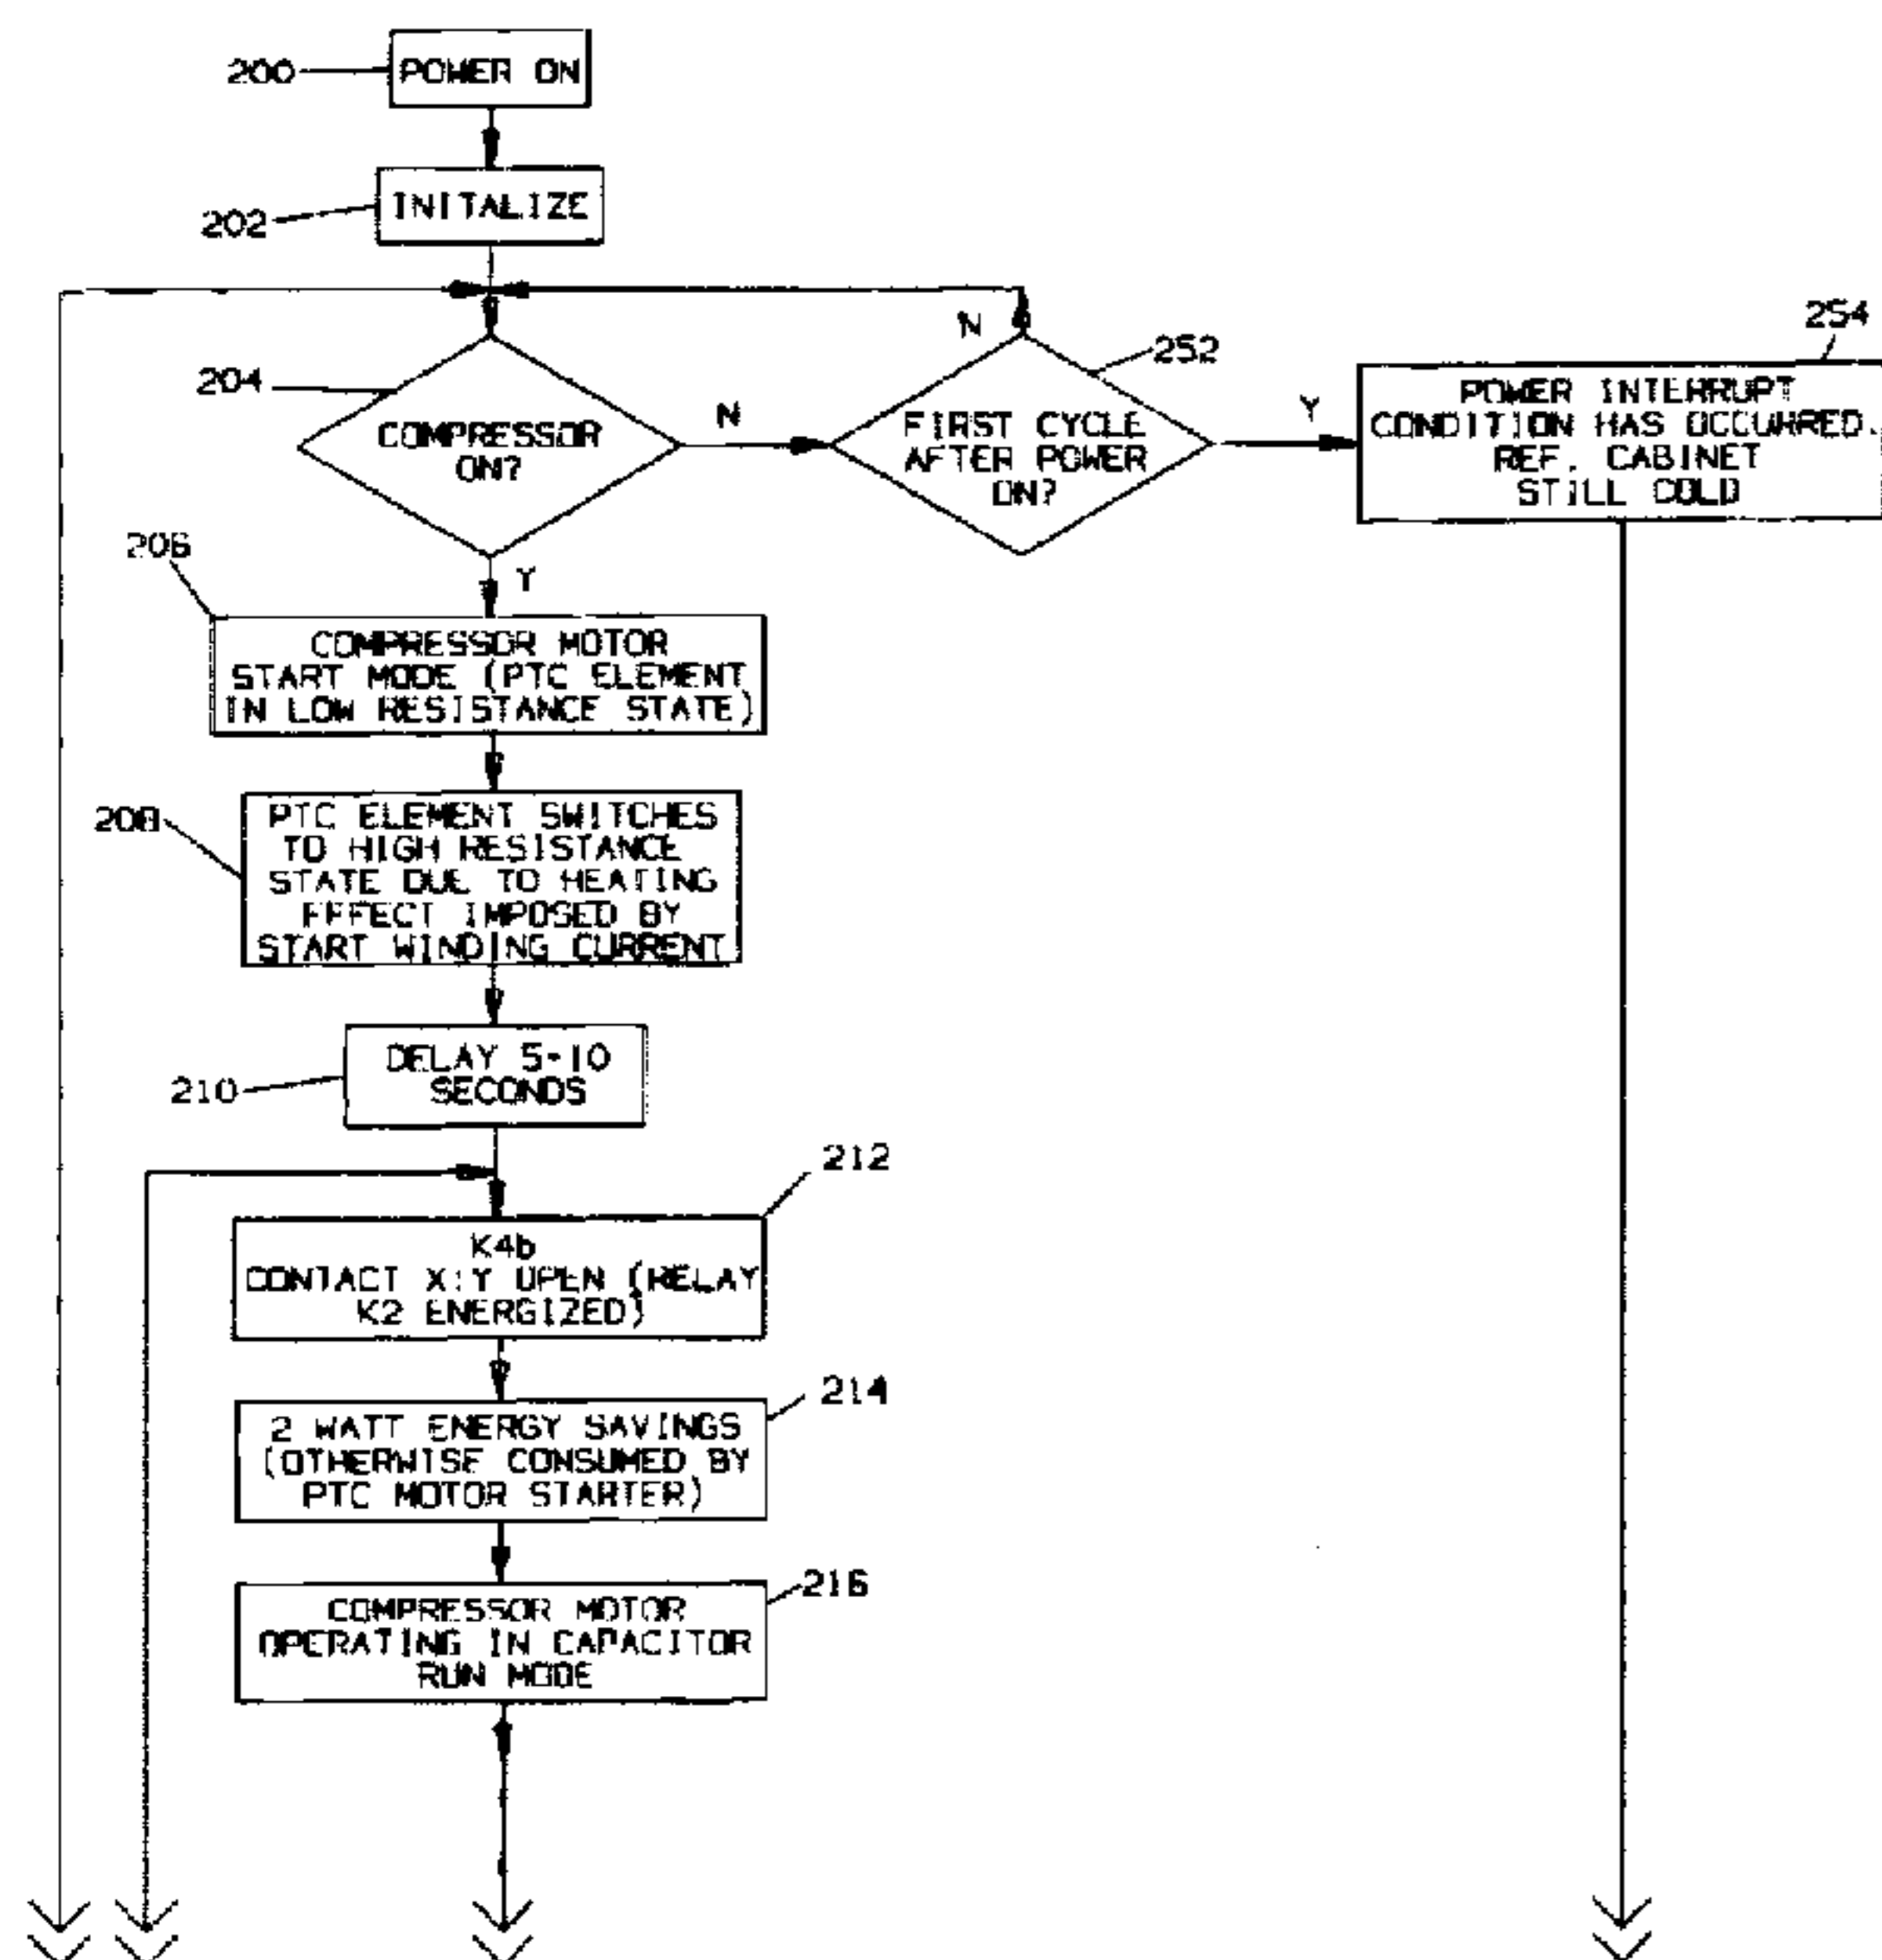 200
POWER ON
202
INITALIZE
204
COMPRESSOR
ON?
N
Y
252
FIRST CYCLE
AFTER POWER
ON?
N
Y
254
POWER INTERRUPT
CONDITION HAS OCCURRED.
REF. CABINET
STILL COLD
206
COMPRESSOR MOTOR
START MODE (PTC ELEMENT
IN LOW RESISTANCE STATE)
208
PTC ELEMENT SWITCHES
TO HIGH RESISTANCE
STATE DUE TO HEATING
EFFECT IMPOSED BY
START WINDING CURRENT
210
DELAY 5-10
SECONDS
212
K4b
CONTACT X:Y OPEN (RELAY
K2 ENERGIZED)
214
2 WATT ENERGY SAVINGS
(OTHERWISE CONSUMED BY
PTC MOTOR STARTER)
216
COMPRESSOR MOTOR
OPERATING IN CAPACITOR
RUN MODE